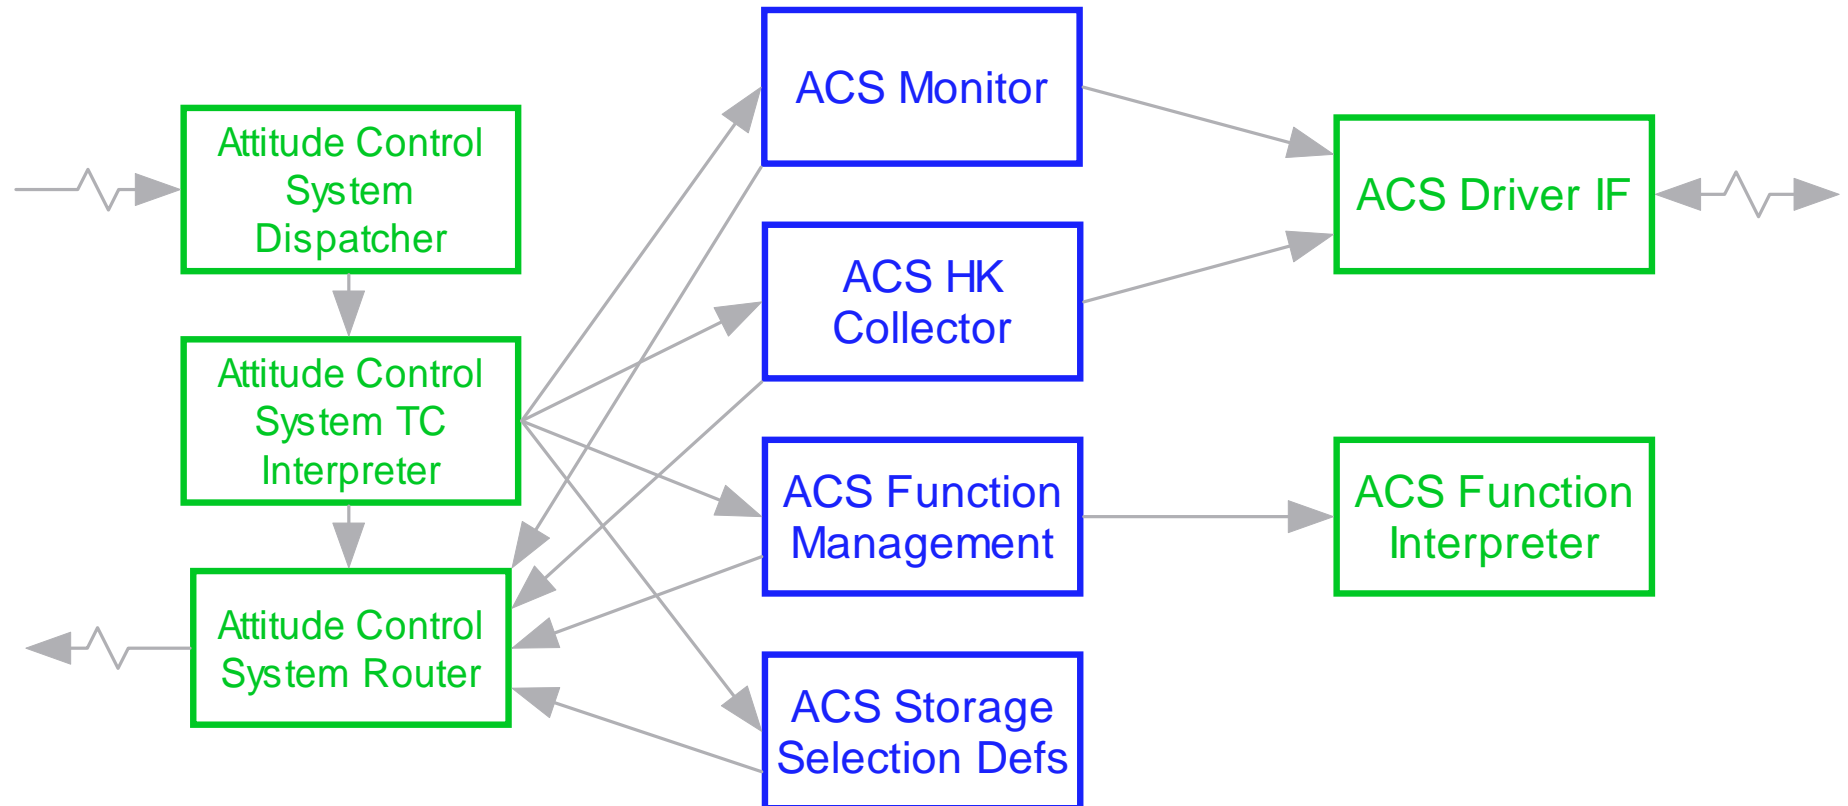 Attitude Control
System
Dispatcher
Attitude Control
System TC
Interpreter
Attitude Control
System Router
ACS Monitor
ACS HK
Collector
ACS Function
Management
ACS Storage
Selection Defs
ACS Driver IF
ACS Function
Interpreter